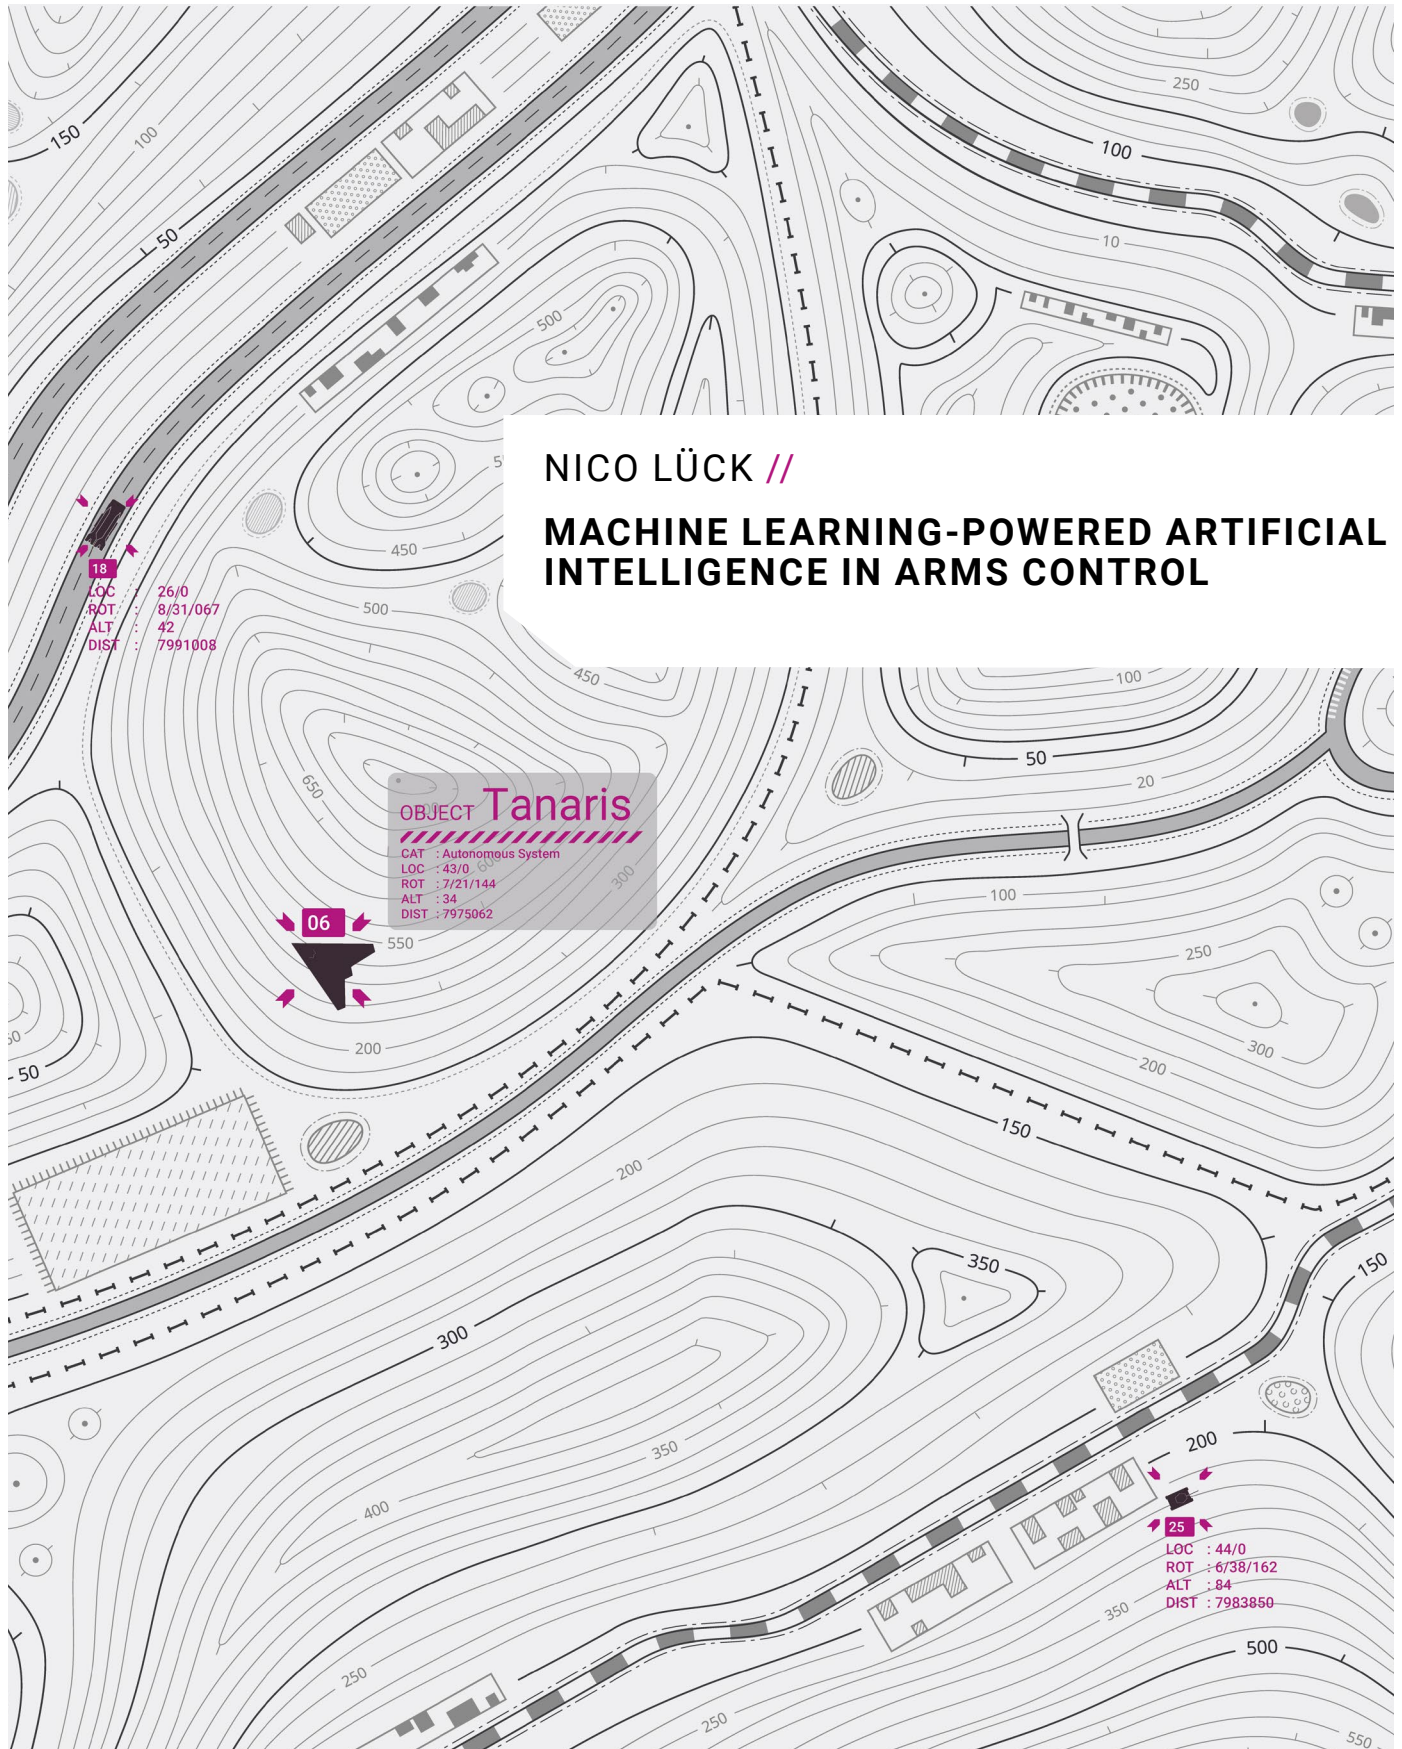 250
150
100
100
50
10
500
NICO LÜCK //
MACHINE LEARNING-POWERED ARTIFICIAL
INTELLIGENCE IN ARMS CONTROL
450
18
LOC : 26/0
ROT : 8/31/067
ALT : 42
DIST : 7991008
500
450
100
50
20
650
OBJECT Tanaris
CAT : Autonomous System
LOC : 43/0
ROT : 7/21/144
ALT : 34
DIST : 7975062
600
300
100
06
550
250
300
200
200
50
150
200
350
150
300
350
200
400
25
LOC : 44/0
ROT : 6/38/162
ALT : 84
DIST : 7983850
350
500
250
250
550